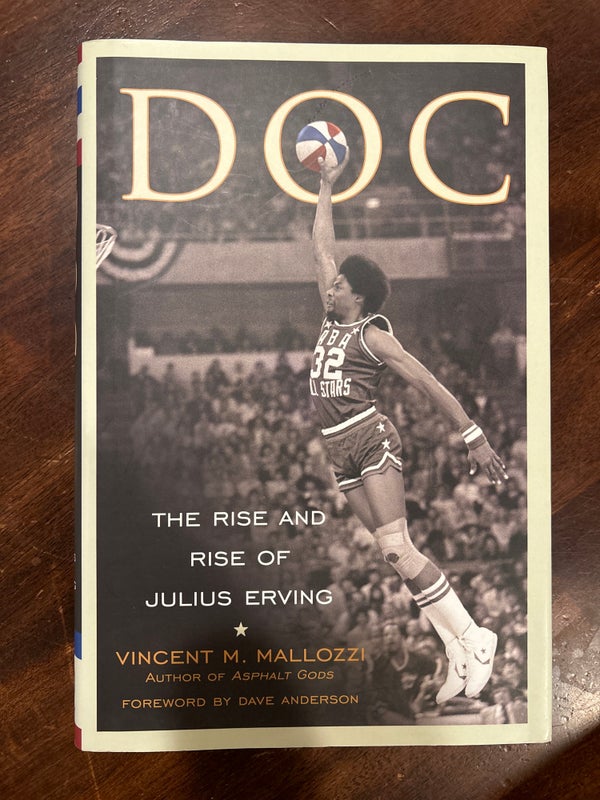 DOC
ABA
32
LL STARS
THE RISE AND
RISE OF
JULIUS ERVING
VINCENT M. MALLOZZI
AUTHOR OF ASPHALT GODS
FOREWORD BY DAVE ANDERSON